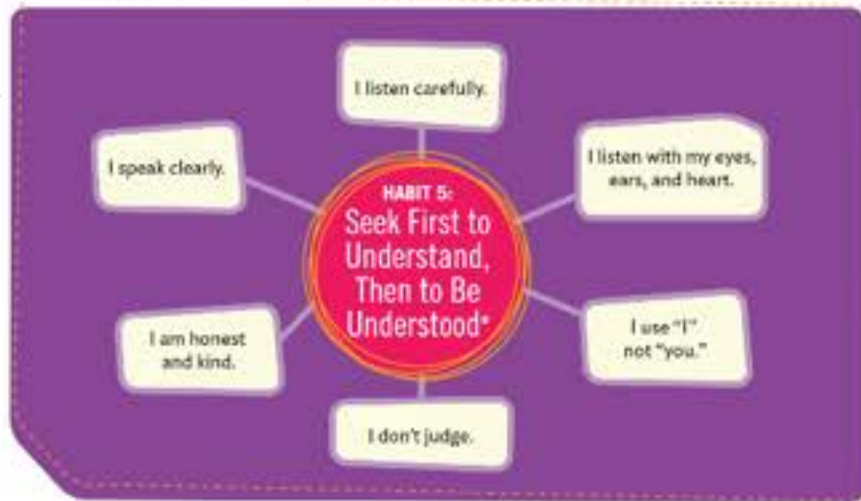 I listen carefully.
I speak clearly.
I listen with my eyes,
ears, and heart.
HABIT 5:
Seek First to
Understand,
Then to Be
Understood®
I am honest
and kind.
I use "I"
not "you."
I don't judge.